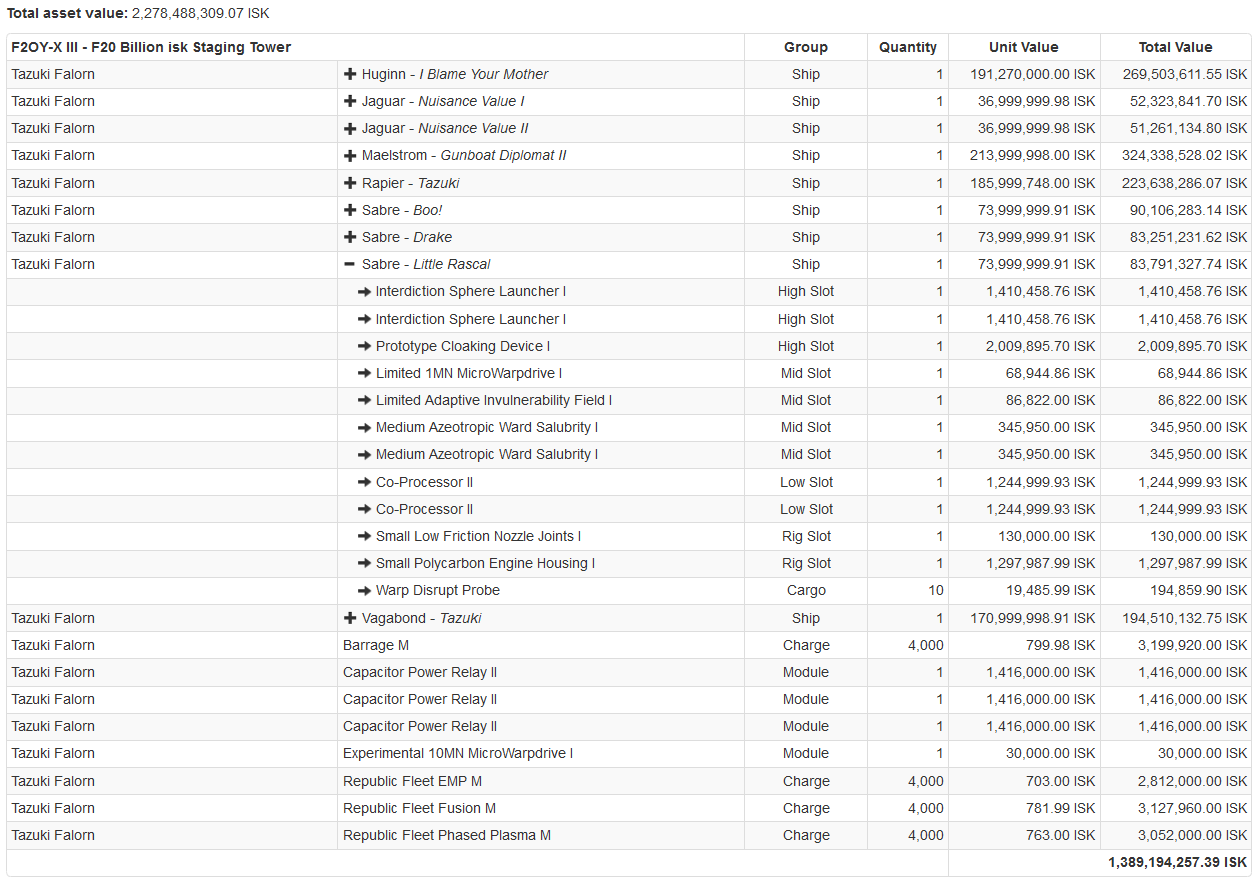 Total asset value: 2,278,488,309.07 ISK
F2OY-X III - F20 Billion isk Staging Tower Group Quantity Unit Value Total Value
Tazuki Falorn Huginn - I Blame Your Mother Ship 1 191,270,000.00 ISK 269,503,611.55 ISK
Tazuki Falorn Jaguar - Nuisance Value I Ship 1 36,999,999.98 ISK 52,323,841.70 ISK
Tazuki Falorn Jaguar - Nuisance Value II Ship 1 36,999,999.98 ISK 51,261,134.80 ISK
Tazuki Falorn Maelstrom - Gunboat Diplomat II Ship 1 213,999,998.00 ISK 324,338,528.02 ISK
Tazuki Falorn Rapier - Tazuki Ship 1 185,999,748.00 ISK 223,638,286.07 ISK
Tazuki Falorn Sabre - Boo! Ship 1 73,999,999.91 ISK 90,106,283.14 ISK
Tazuki Falorn Sabre - Drake Ship 1 73,999,999.91 ISK 83,251,231.62 ISK
Tazuki Falorn Sabre - Little Rascal Ship 1 73,999,999.91 ISK 83,791,327.74 ISK
Interdiction Sphere Launcher I High Slot 1 1,410,458.76 ISK 1,410,458.76 ISK
Interdiction Sphere Launcher I High Slot 1 1,410,458.76 ISK 1,410,458.76 ISK
Prototype Cloaking Device I High Slot 1 2,009,895.70 ISK 2,009,895.70 ISK
Limited 1MN MicroWarpdrive I Mid Slot 1 68,944.86 ISK 68,944.86 ISK
Limited Adaptive Invulnerability Field I Mid Slot 1 86,822.00 ISK 86,822.00 ISK
Medium Azeotropic Ward Salubrity I Mid Slot 1 345,950.00 ISK 345,950.00 ISK
Medium Azeotropic Ward Salubrity I Mid Slot 1 345,950.00 ISK 345,950.00 ISK
Co-Processor II Low Slot 1 1,244,999.93 ISK 1,244,999.93 ISK
Co-Processor II Low Slot 1 1,244,999.93 ISK 1,244,999.93 ISK
Small Low Friction Nozzle Joints I Rig Slot 1 130,000.00 ISK 130,000.00 ISK
Small Polycarbon Engine Housing I Rig Slot 1 1,297,987.99 ISK 1,297,987.99 ISK
Warp Disrupt Probe Cargo 10 19,485.99 ISK 194,859.90 ISK
Tazuki Falorn Vagabond - Tazuki Ship 1 170,999,998.91 ISK 194,510,132.75 ISK
Tazuki Falorn Barrage M Charge 4,000 799.98 ISK 3,199,920.00 ISK
Tazuki Falorn Capacitor Power Relay II Module 1 1,416,000.00 ISK 1,416,000.00 ISK
Tazuki Falorn Capacitor Power Relay II Module 1 1,416,000.00 ISK 1,416,000.00 ISK
Tazuki Falorn Capacitor Power Relay II Module 1 1,416,000.00 ISK 1,416,000.00 ISK
Tazuki Falorn Experimental 10MN MicroWarpdrive I Module 1 30,000.00 ISK 30,000.00 ISK
Tazuki Falorn Republic Fleet EMP M Charge 4,000 703.00 ISK 2,812,000.00 ISK
Tazuki Falorn Republic Fleet Fusion M Charge 4,000 781.99 ISK 3,127,960.00 ISK
Tazuki Falorn Republic Fleet Phased Plasma M Charge 4,000 763.00 ISK 3,052,000.00 ISK
1,389,194,257.39 ISK